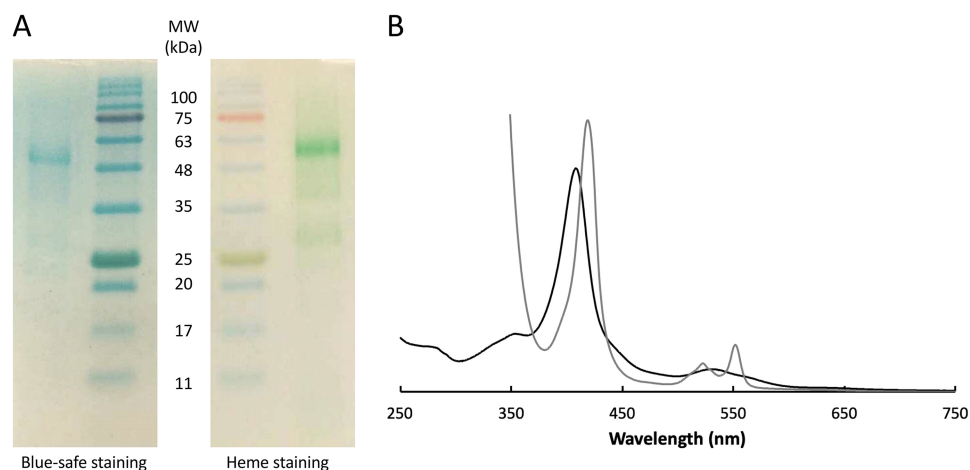 A
MW
(kDa)
100
75
63
48
35
25
20
17
11
Blue-safe staining
Heme staining
B
250
350
450
550
650
750
Wavelength (nm)